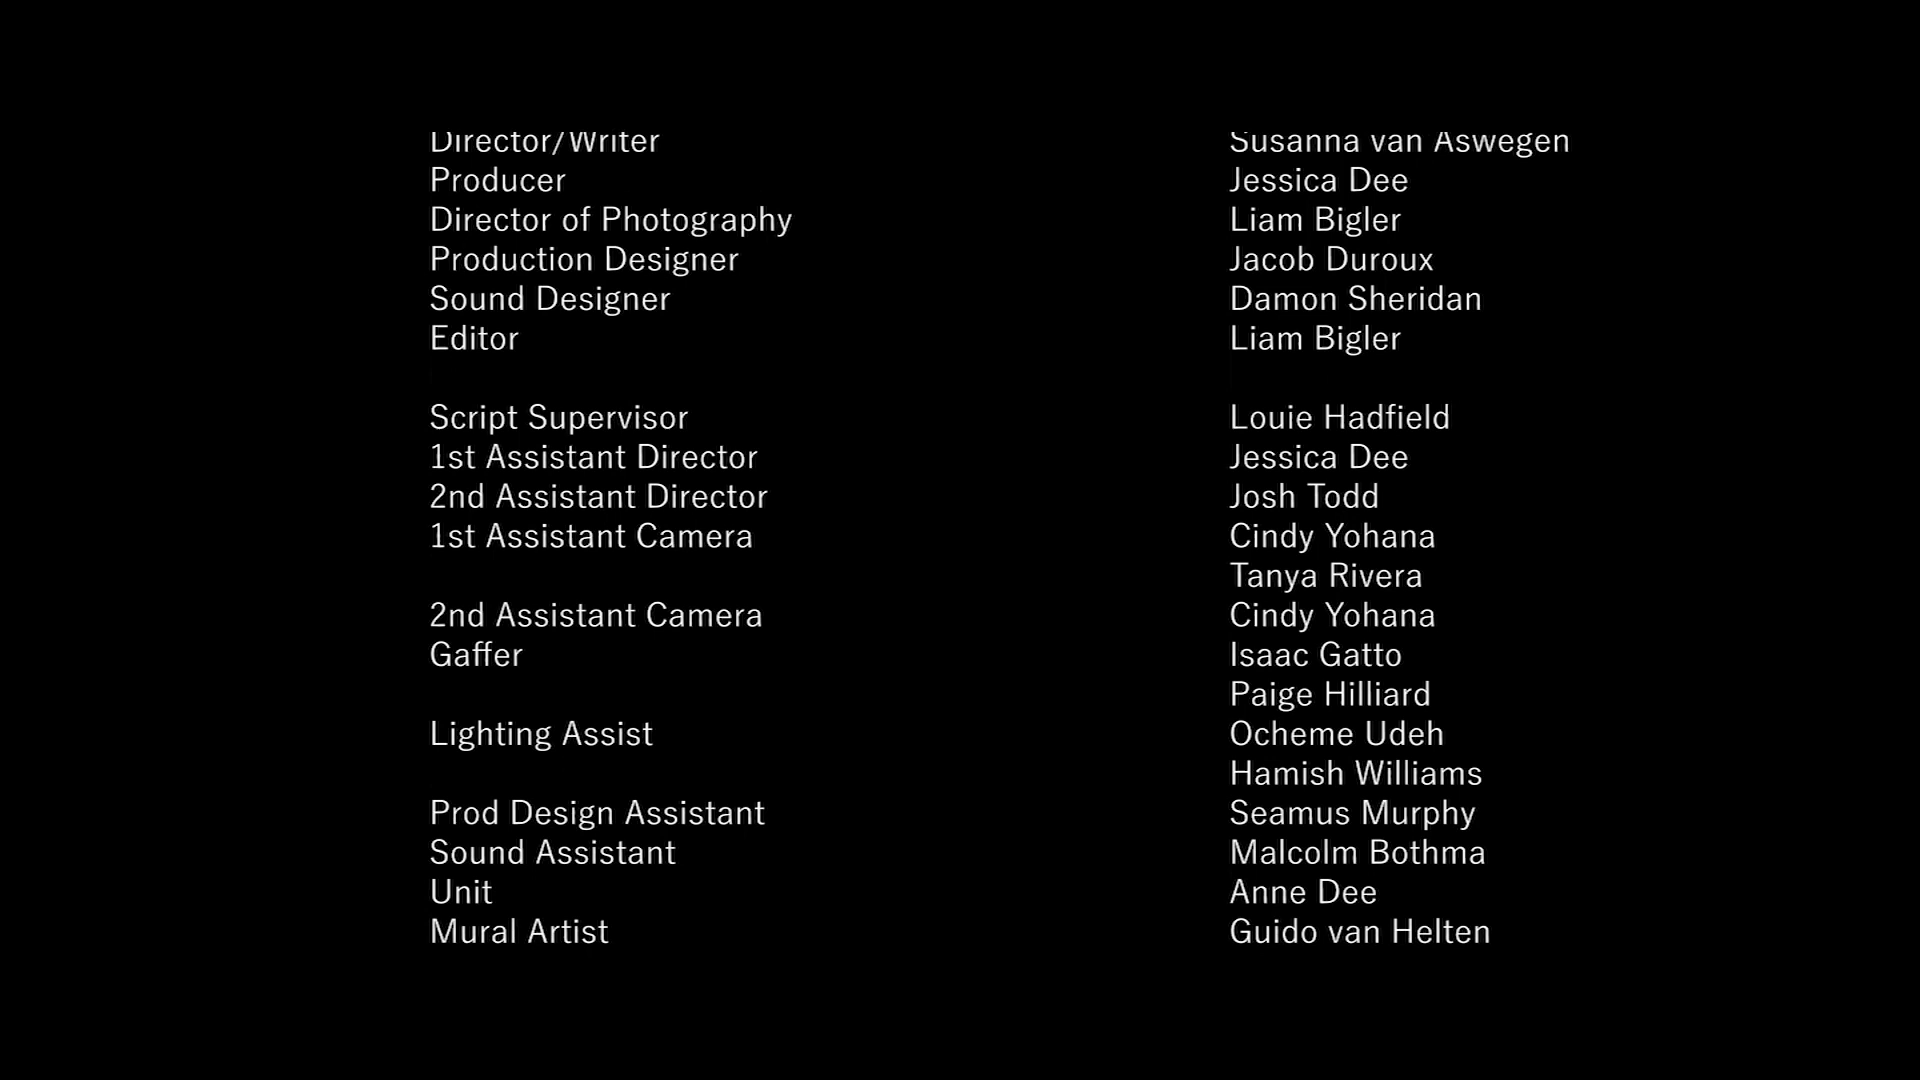 Director/Writer Susanna van Aswegen
Producer Jessica Dee
Director of Photography Liam Bigler
Production Designer Jacob Duroux
Sound Designer Damon Sheridan
Editor Liam Bigler
Script Supervisor Louie Hadfield
1st Assistant Director Jessica Dee
2nd Assistant Director Josh Todd
1st Assistant Camera Cindy Yohana
Tanya Rivera
2nd Assistant Camera Cindy Yohana
Gaffer Isaac Gatto
Paige Hilliard
Lighting Assist Ocheme Udeh
Hamish Williams
Prod Design Assistant Seamus Murphy
Sound Assistant Malcolm Bothma
Unit Anne Dee
Mural Artist Guido van Helten